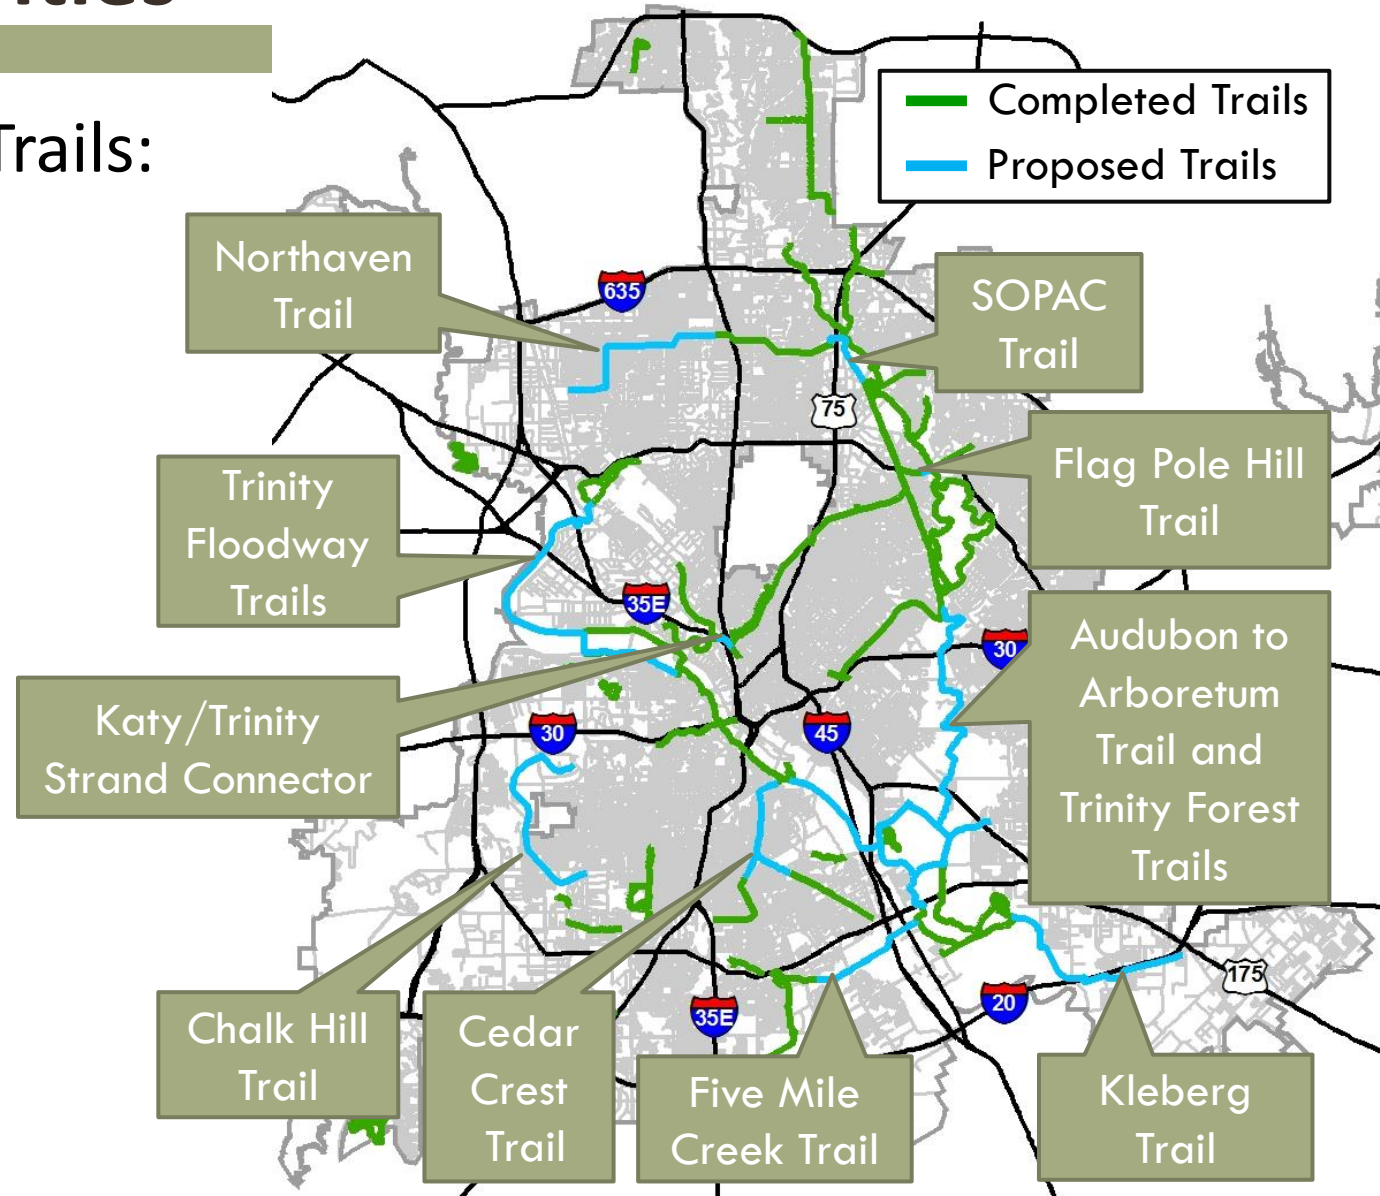 Trails:
Completed Trails
Proposed Trails
Northaven
Trail
635
SOPAC
Trail
75
Flag Pole Hill
Trail
Trinity
Floodway
Trails
35E
Audubon to
Arboretum
Trail and
Trinity Forest
Trails
30
Katy/Trinity
Strand Connector
30
45
175
20
35E
Chalk Hill
Trail
Cedar
Crest
Trail
Five Mile
Creek Trail
Kleberg
Trail